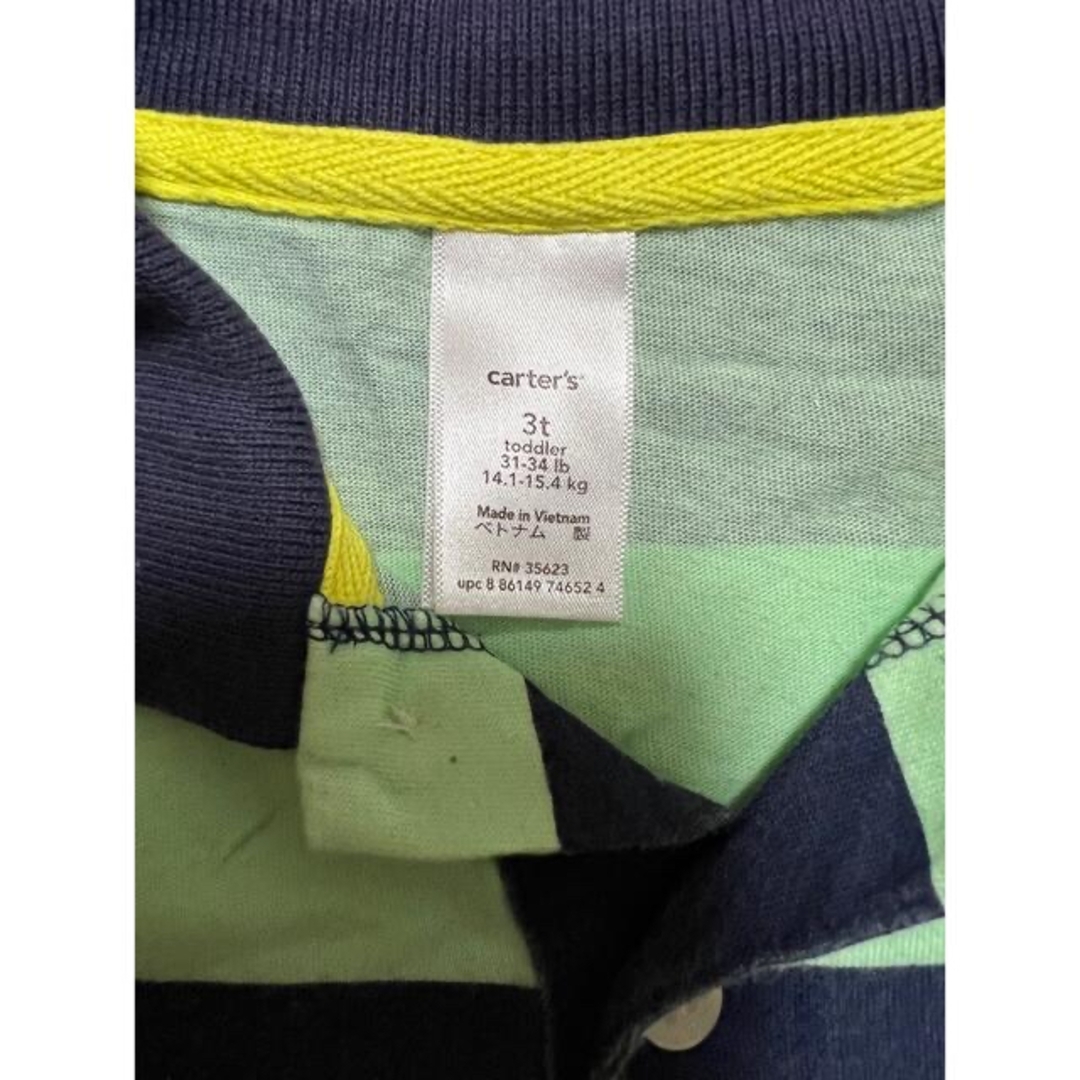 carter's
3t
toddler
31-34 lb
14.1-15.4 kg
Made in Vietnam
ベトナム
RN# 35623
upc 8 86149 74652 4